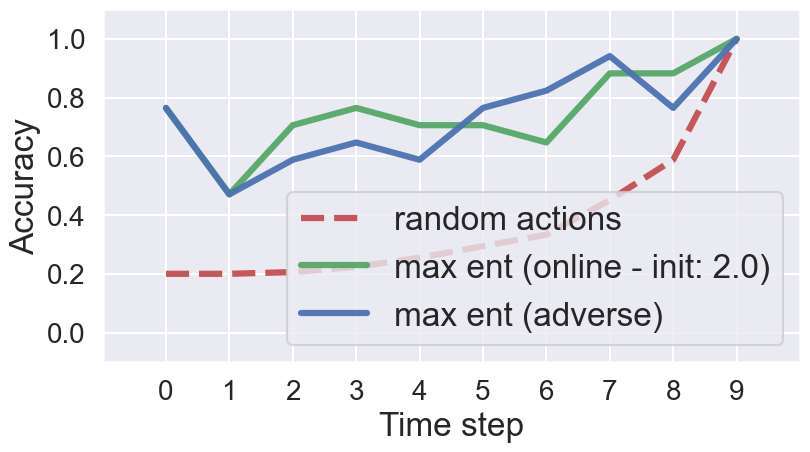 1.0
0.8
0.6
0.4
0.2
0.0
Accuracy
random actions
max ent (online - init: 2.0)
max ent (adverse)
0 1 2 3 4 5 6 7 8 9
Time step